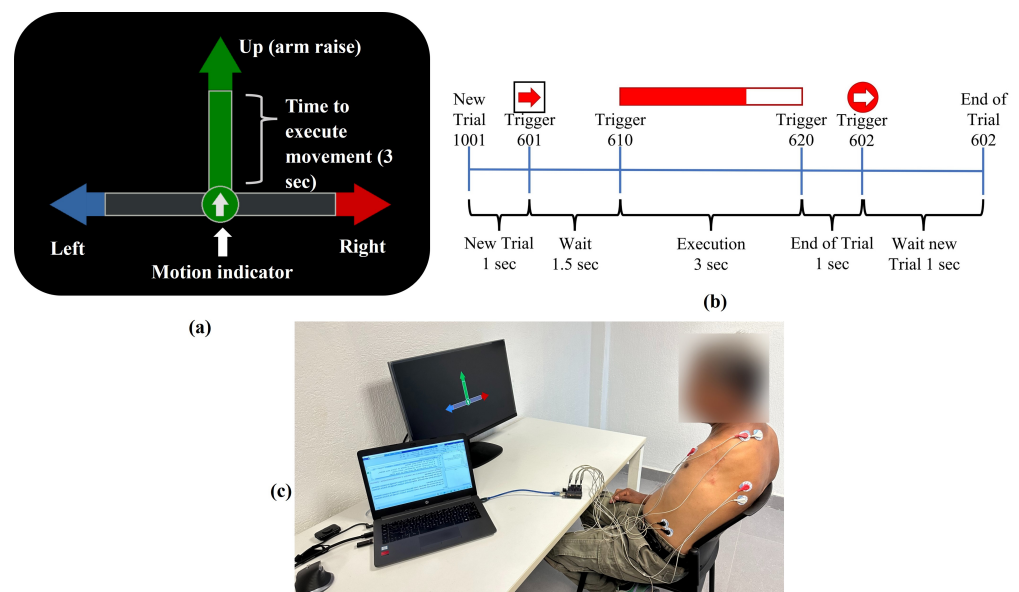 Up (arm raise)
Time to
execute
movement (3
sec)
Left
Right
Motion indicator
(a)
New
Trial
1001
Trigger
601
Trigger
610
Trigger
620
Trigger
602
End of
Trial
602
New Trial
1 sec
Wait
1.5 sec
Execution
3 sec
End of Trial
1 sec
Wait new
Trial 1 sec
(b)
(c)